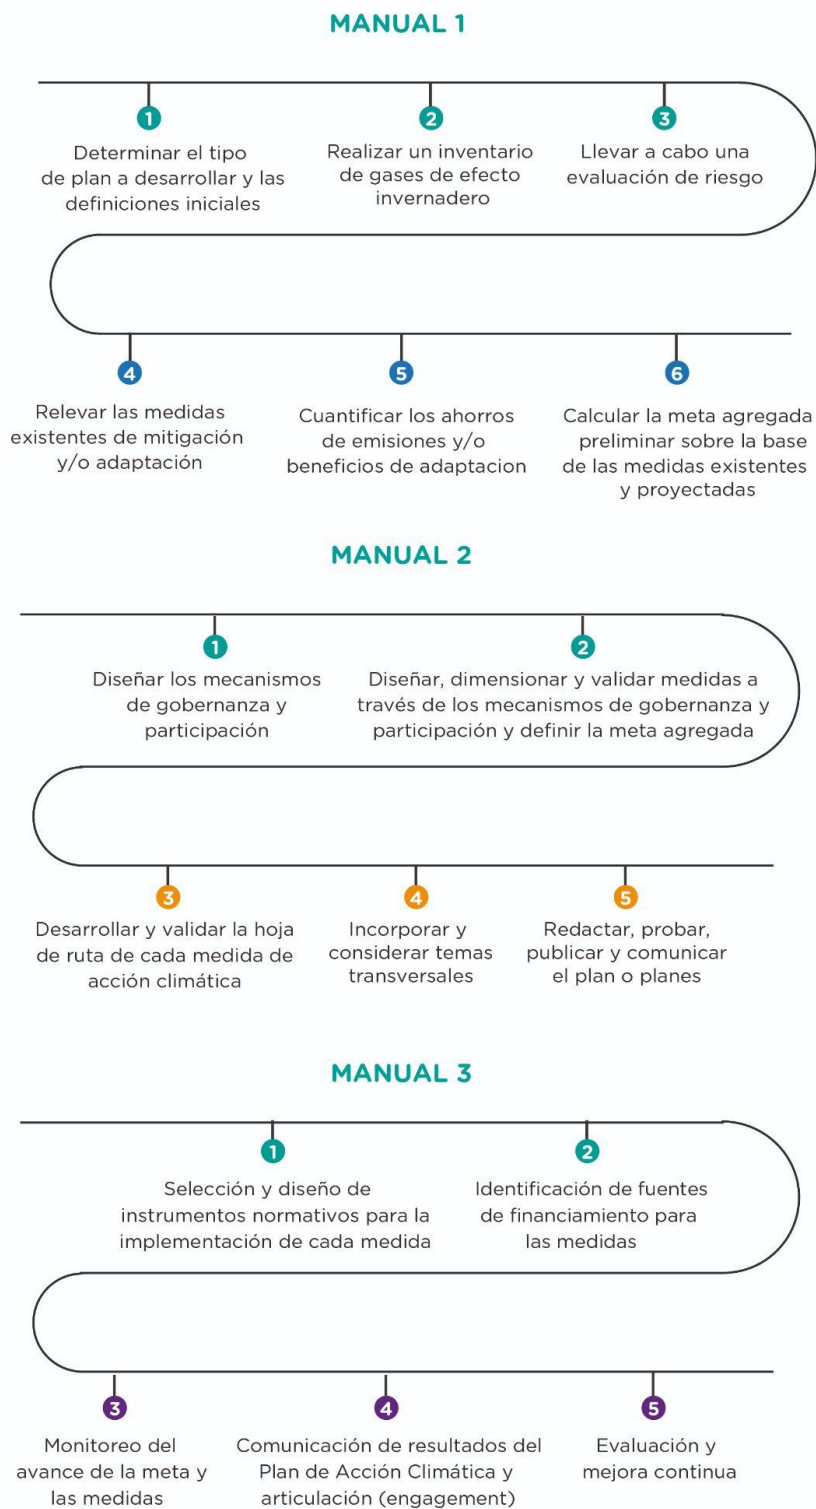 MANUAL 1
1
Determinar el tipo
de plan a desarrollar y las
definiciones iniciales
2
Realizar un inventario
de gases de efecto
invernadero
3
Llevar a cabo una
evaluación de riesgo
4
Relevar las medidas
existentes de mitigación
y/o adaptación
5
Cuantificar los ahorros
de emisiones y/o
beneficios de adaptacion
6
Calcular la meta agregada
preliminar sobre la base
de las medidas existentes
y proyectadas
MANUAL 2
1
Diseñar los mecanismos
de gobernanza y
participación
2
Diseñar, dimensionar y validar medidas a
través de los mecanismos de gobernanza y
participación y definir la meta agregada
3
Desarrollar y validar la hoja
de ruta de cada medida de
acción climática
4
Incorporar y
considerar temas
transversales
5
Redactar, probar,
publicar y comunicar
el plan o planes
MANUAL 3
1
Selección y diseño de
instrumentos normativos para la
implementación de cada medida
2
Identificación de fuentes
de financiamiento para
las medidas
3
Monitoreo del
avance de la meta y
las medidas
4
Comunicación de resultados del
Plan de Acción Climática y
articulación (engagement)
5
Evaluación y
mejora continua